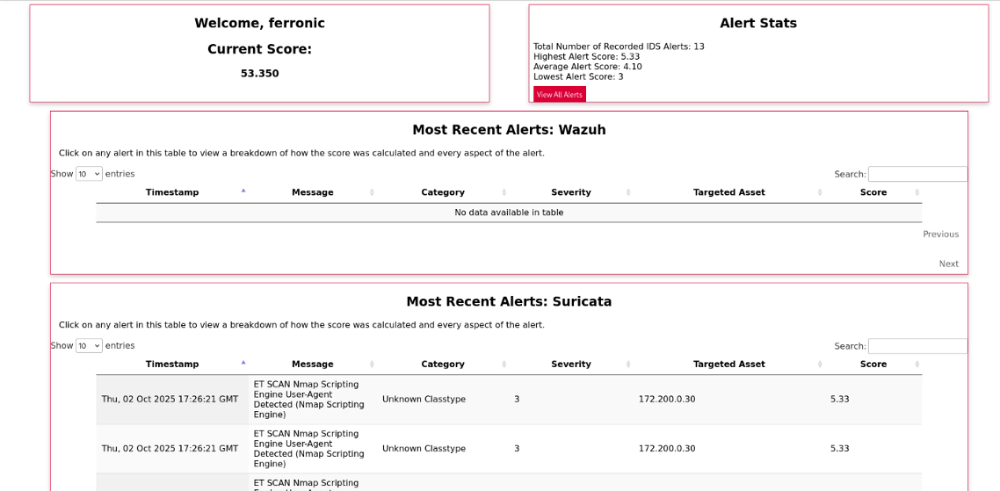 Welcome, ferronic
Current Score:
53.350
Alert Stats
Total Number of Recorded IDS Alerts: 13
Highest Alert Score: 5.33
Average Alert Score: 4.10
Lowest Alert Score: 3
View All Alerts
Most Recent Alerts: Wazuh
Click on any alert in this table to view a breakdown of how the score was calculated and every aspect of the alert.
Show 10 entries
Search:
Timestamp Message Category Severity Targeted Asset Score
No data available in table
Previous
Next
Most Recent Alerts: Suricata
Click on any alert in this table to view a breakdown of how the score was calculated and every aspect of the alert.
Show 10 entries
Search:
Timestamp Message Category Severity Targeted Asset Score
Thu, 02 Oct 2025 17:26:21 GMT
ET SCAN Nmap Scripting
Engine User-Agent
Detected (Nmap Scripting
Engine)
Unknown Classtype
3
172.200.0.30
5.33
Thu, 02 Oct 2025 17:26:21 GMT
ET SCAN Nmap Scripting
Engine User-Agent
Detected (Nmap Scripting
Engine)
Unknown Classtype
3
172.200.0.30
5.33
ET SCAN Nmap Scripting